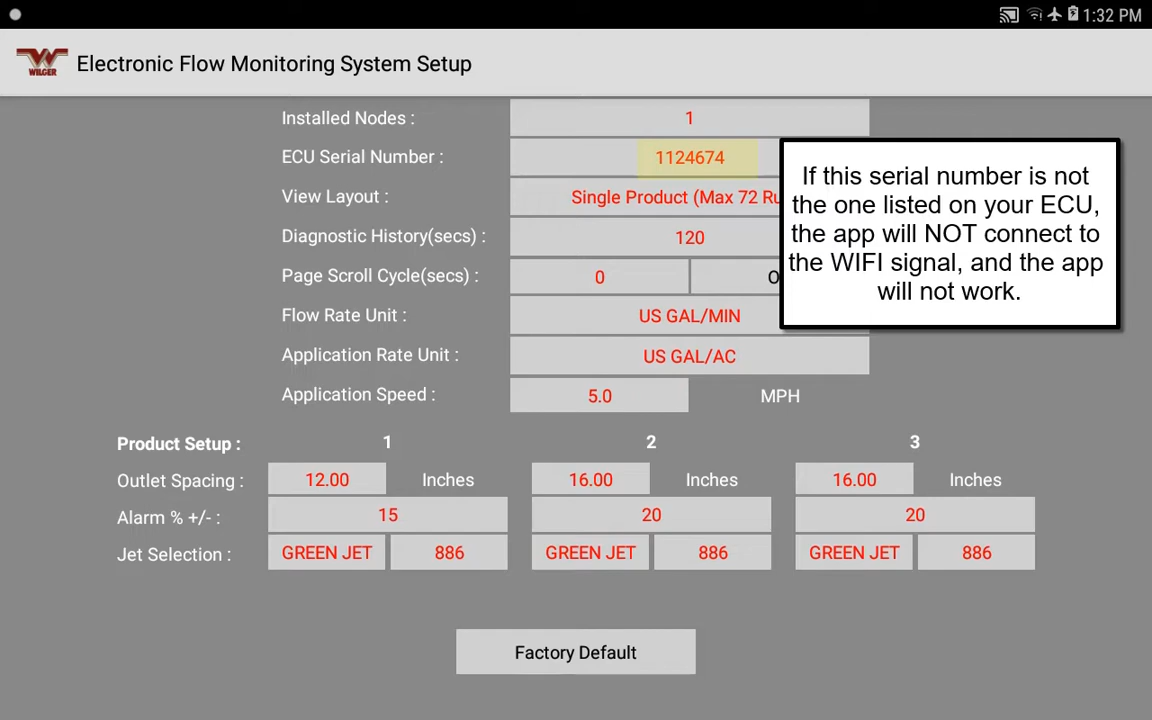 1:32 PM
WILGER
Electronic Flow Monitoring System Setup
Installed Nodes : 1
ECU Serial Number : 1124674
View Layout : Single Product (Max 72 Ru
Diagnostic History(secs) : 120
Page Scroll Cycle(secs) : 0 O
Flow Rate Unit : US GAL/MIN
Application Rate Unit : US GAL/AC
Application Speed : 5.0 MPH
If this serial number is not
the one listed on your ECU,
the app will NOT connect to
the WIFI signal, and the app
will not work.
Product Setup : 1 2 3
Outlet Spacing : 12.00 Inches 16.00 Inches 16.00 Inches
Alarm % +/- : 15 20 20
Jet Selection : GREEN JET 886 GREEN JET 886 GREEN JET 886
Factory Default